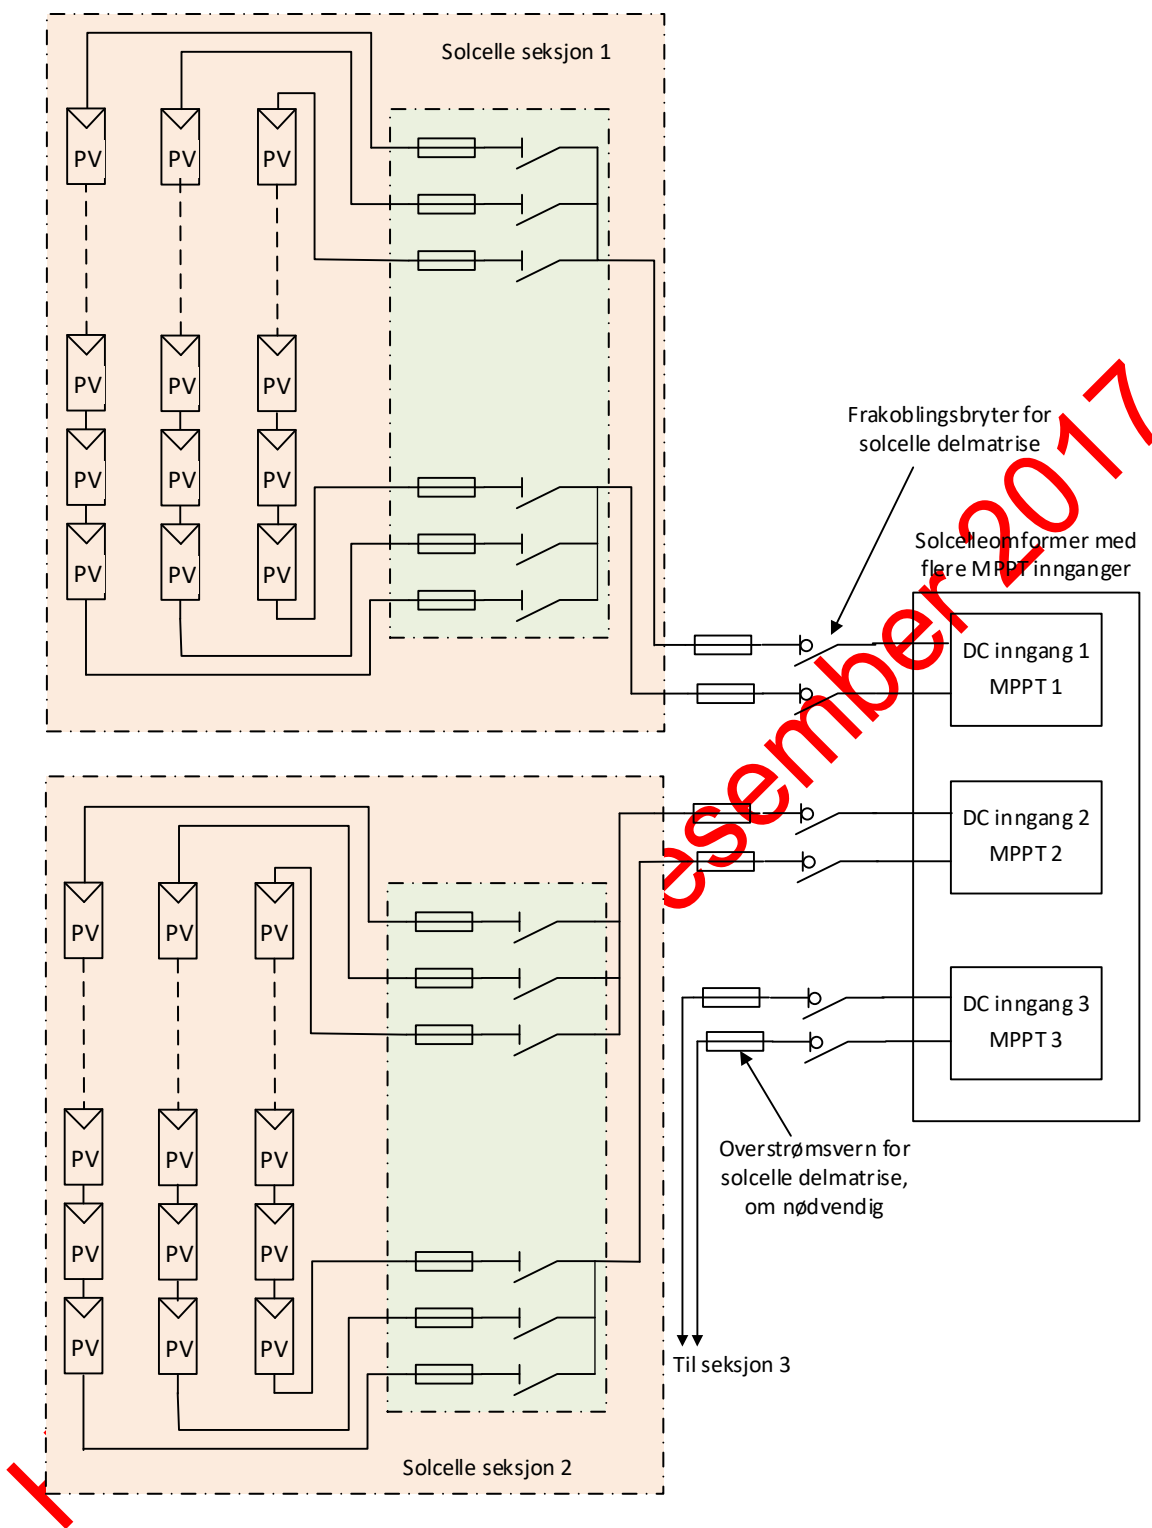 Solcelle seksjon 1
PV PV PV
PV PV PV
PV PV PV
PV PV PV
Frakoblingsbryter for
solcelle delmatrise
Solcelleomformer med
flere MPPT innganger
DC inngang 1
MPPT 1
DC inngang 2
MPPT 2
DC inngang 3
MPPT 3
PV PV PV
PV PV PV
PV PV PV
PV PV PV
Overstrømsvern for
solcelle delmatrise,
om nødvendig
Til seksjon 3
Solcelle seksjon 2
2017